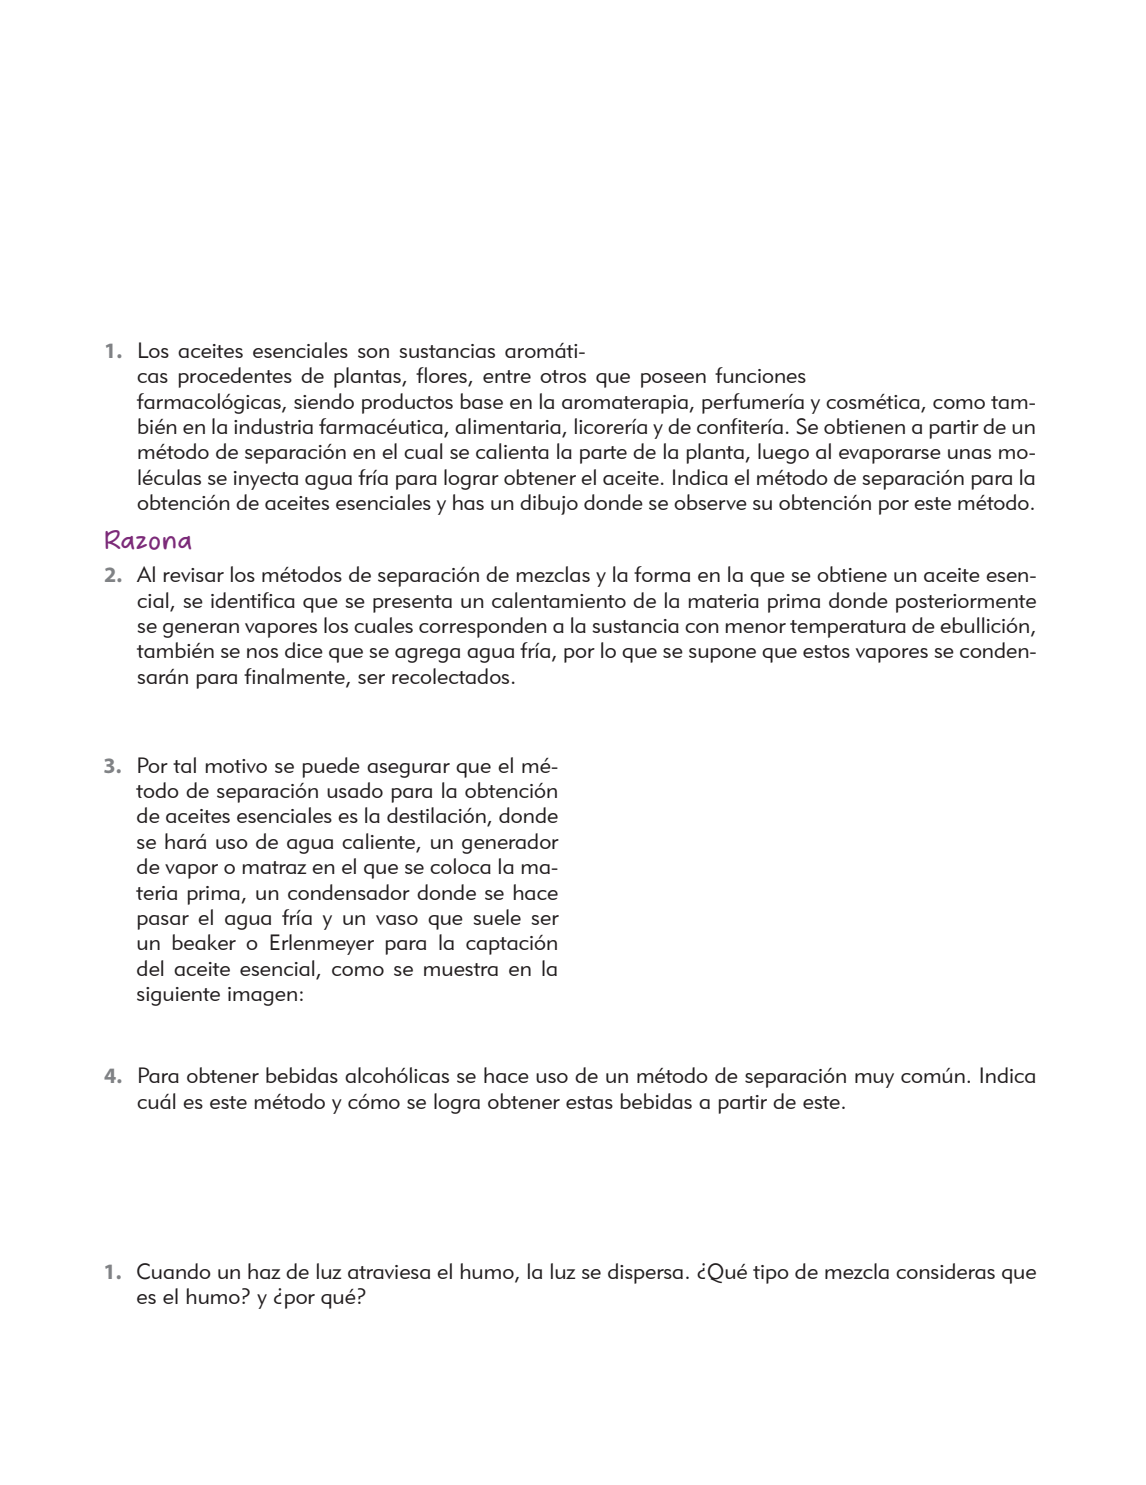 1. Los aceites esenciales son sustancias aromáti-
cas procedentes de plantas, flores, entre otros que poseen funciones
farmacológicas, siendo productos base en la aromaterapia, perfumería y cosmética, como tam-
bién en la industria farmacéutica, alimentaria, licorería y de confitería. Se obtienen a partir de un
método de separación en el cual se calienta la parte de la planta, luego al evaporarse unas mo-
léculas se inyecta agua fría para lograr obtener el aceite. Indica el método de separación para la
obtención de aceites esenciales y has un dibujo donde se observe su obtención por este método.
Razona
2. Al revisar los métodos de separación de mezclas y la forma en la que se obtiene un aceite esen-
cial, se identifica que se presenta un calentamiento de la materia prima donde posteriormente
se generan vapores los cuales corresponden a la sustancia con menor temperatura de ebullición,
también se nos dice que se agrega agua fría, por lo que se supone que estos vapores se conden-
sarán para finalmente, ser recolectados.
3. Por tal motivo se puede asegurar que el mé-
todo de separación usado para la obtención
de aceites esenciales es la destilación, donde
se hará uso de agua caliente, un generador
de vapor o matraz en el que se coloca la ma-
teria prima, un condensador donde se hace
pasar el agua fría y un vaso que suele ser
un beaker o Erlenmeyer para la captación
del aceite esencial, como se muestra en la
siguiente imagen:
4. Para obtener bebidas alcohólicas se hace uso de un método de separación muy común. Indica
cuál es este método y cómo se logra obtener estas bebidas a partir de este.
1. Cuando un haz de luz atraviesa el humo, la luz se dispersa. ¿Qué tipo de mezcla consideras que
es el humo? y ¿por qué?